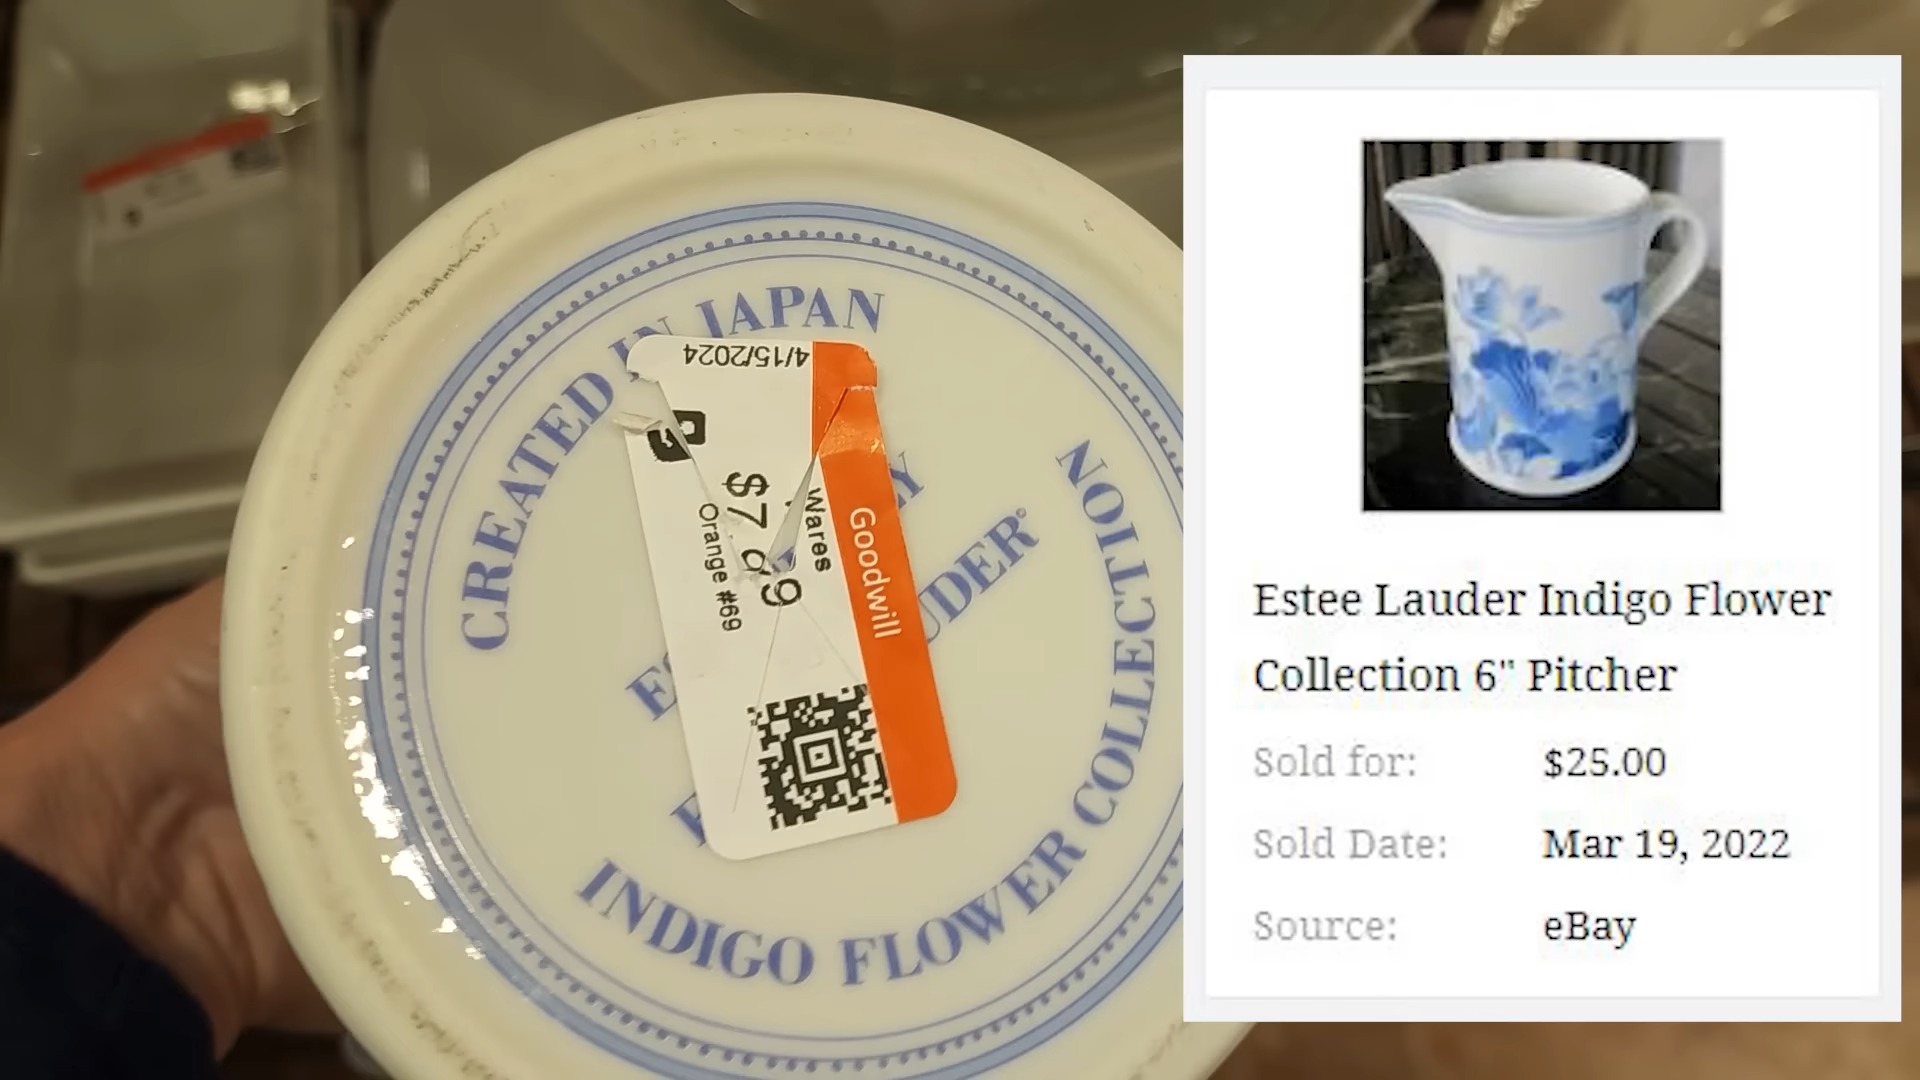 CREATED IN JAPAN
LAUDER®
INDIGO FLOWER COLLECTION
4/15/2024
Goodwill
Wares
Orange #69
Estee Lauder Indigo Flower
Collection 6" Pitcher
Sold for: $25.00
Sold Date: Mar 19, 2022
Source: eBay